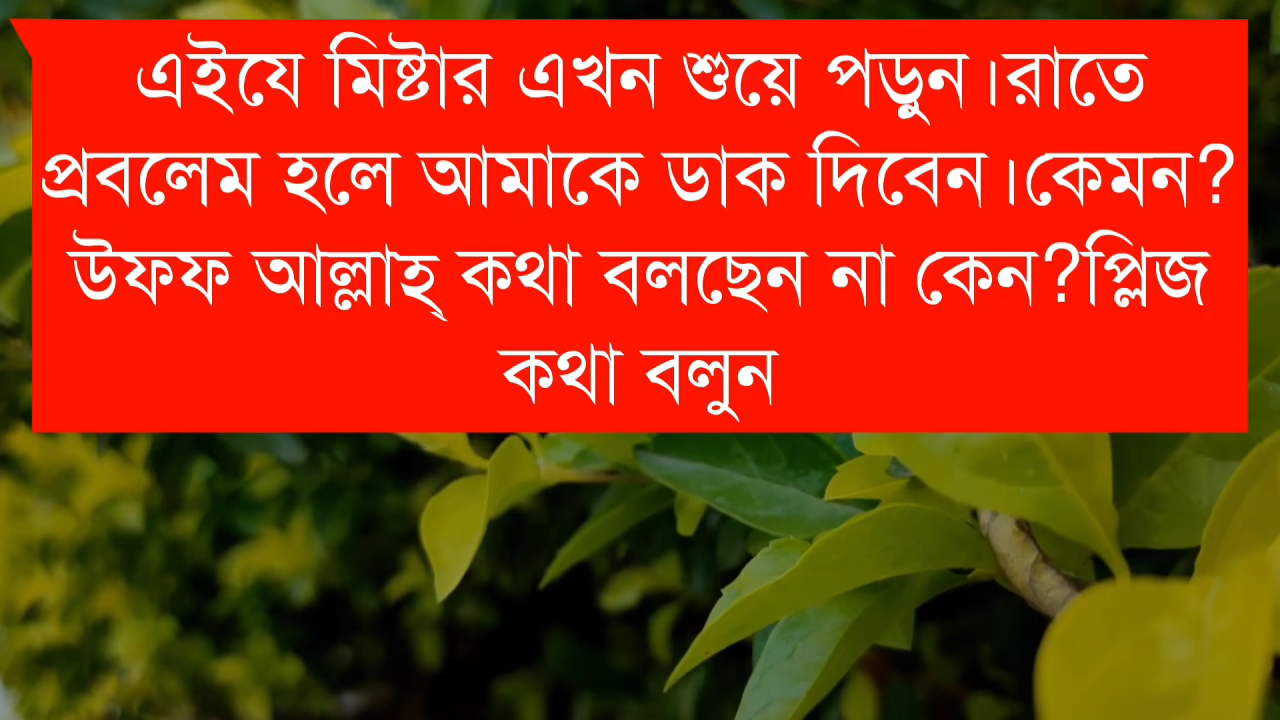 এইযে মিষ্টার এখন শুয়ে পড়ুন।রাতে
প্রবলেম হলে আমাকে ডাক দিবেন।কেমন?
উফফ আল্লাহ্ কথা বলছেন না কেন?প্লিজ
কথা বলুন